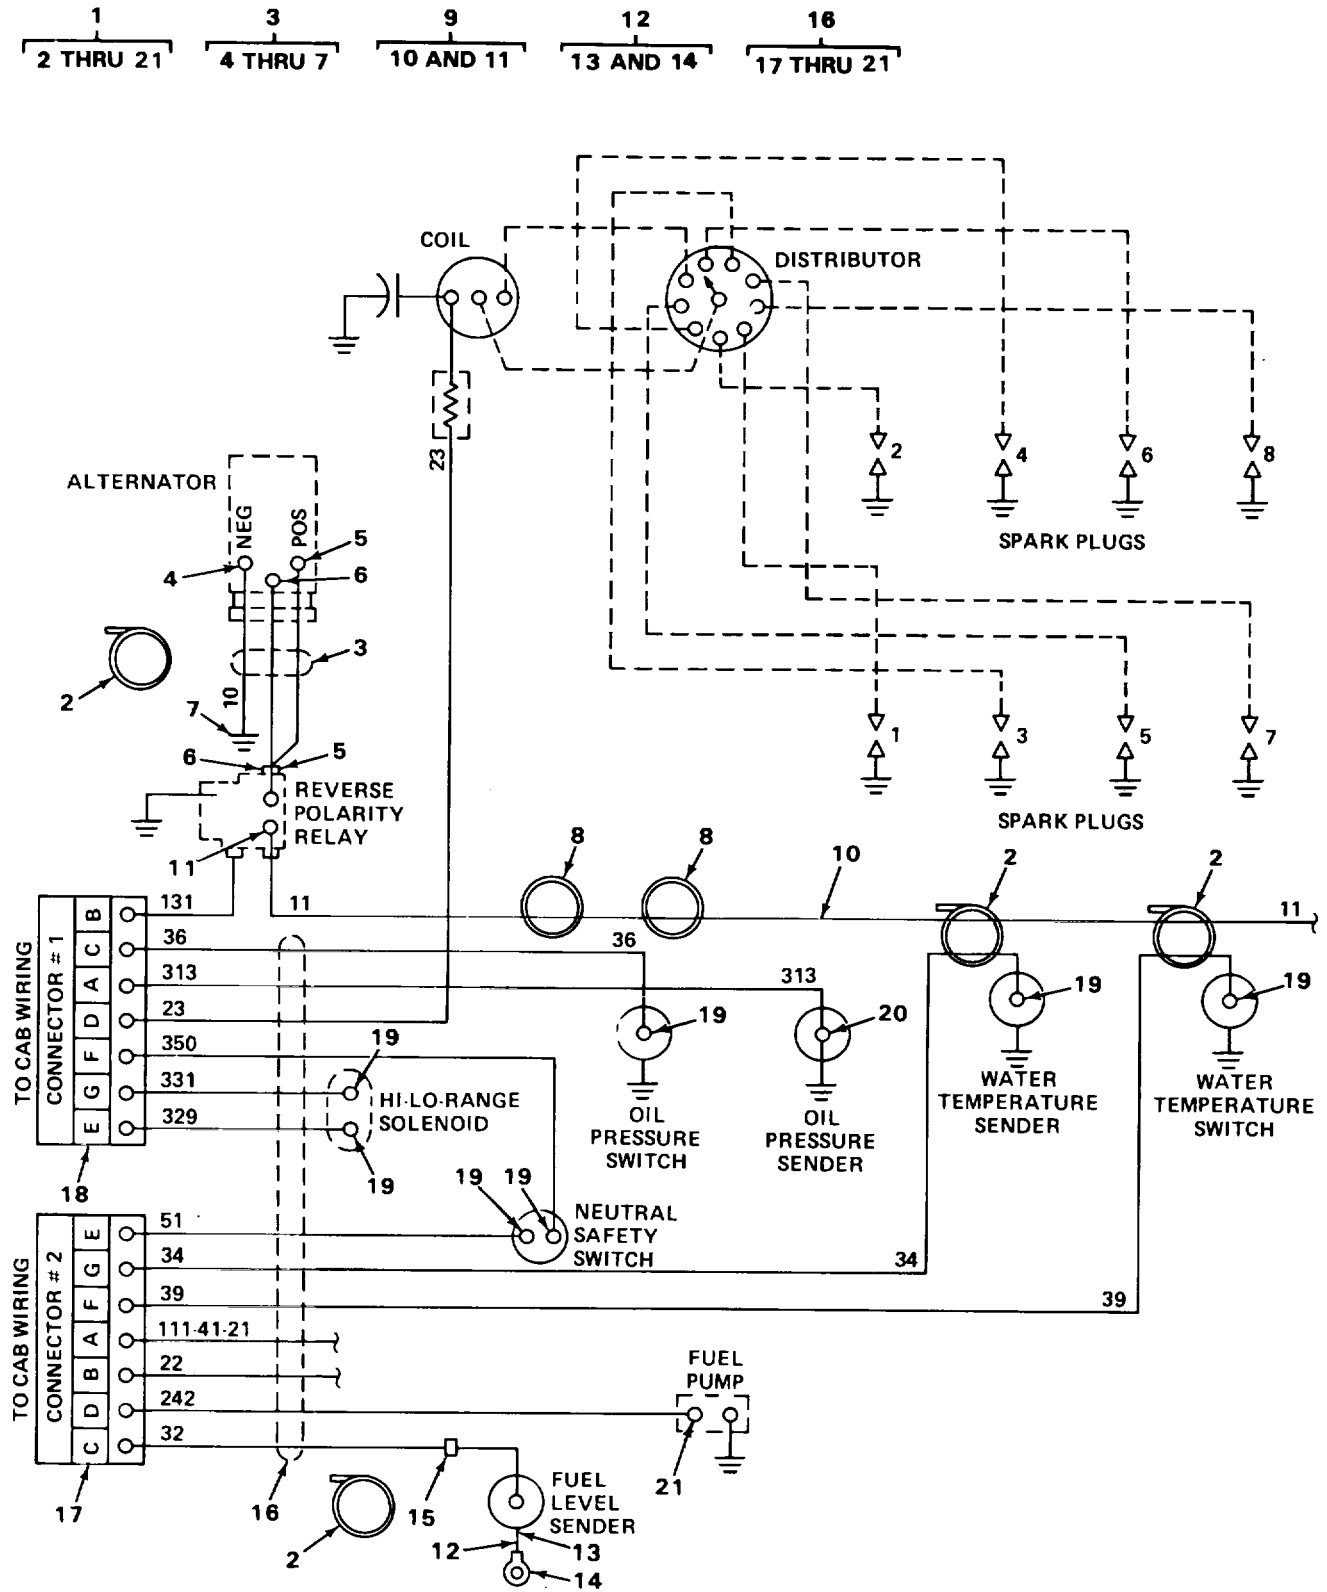 1 3 9 12 16
2 THRU 21 4 THRU 7 10 AND 11 13 AND 14 17 THRU 21
COIL
DISTRIBUTOR
23
2 4 6 8
SPARK PLUGS
ALTERNATOR
NEG
POS
5
4
6
3
2
10
7
6
5
1 3 5 7
SPARK PLUGS
REVERSE
POLARITY
RELAY
11
8
8
10
2
2
TO CAB WIRING
CONNECTOR # 1
B 131
11
11
C 36
36
A 313
313
D 23
F 350
G 331
E 329
18
19
HI-LO-RANGE
SOLENOID
19
19
OIL
PRESSURE
SWITCH
20
OIL
PRESSURE
SENDER
19
WATER
TEMPERATURE
SENDER
19
WATER
TEMPERATURE
SWITCH
19
19
NEUTRAL
SAFETY
SWITCH
TO CAB WIRING
CONNECTOR # 2
E 51
G 34
34
F 39
39
A 111-41-21
B 22
D 242
C 32
17
16
2
15
FUEL
PUMP
21
FUEL
LEVEL
SENDER
12
13
14